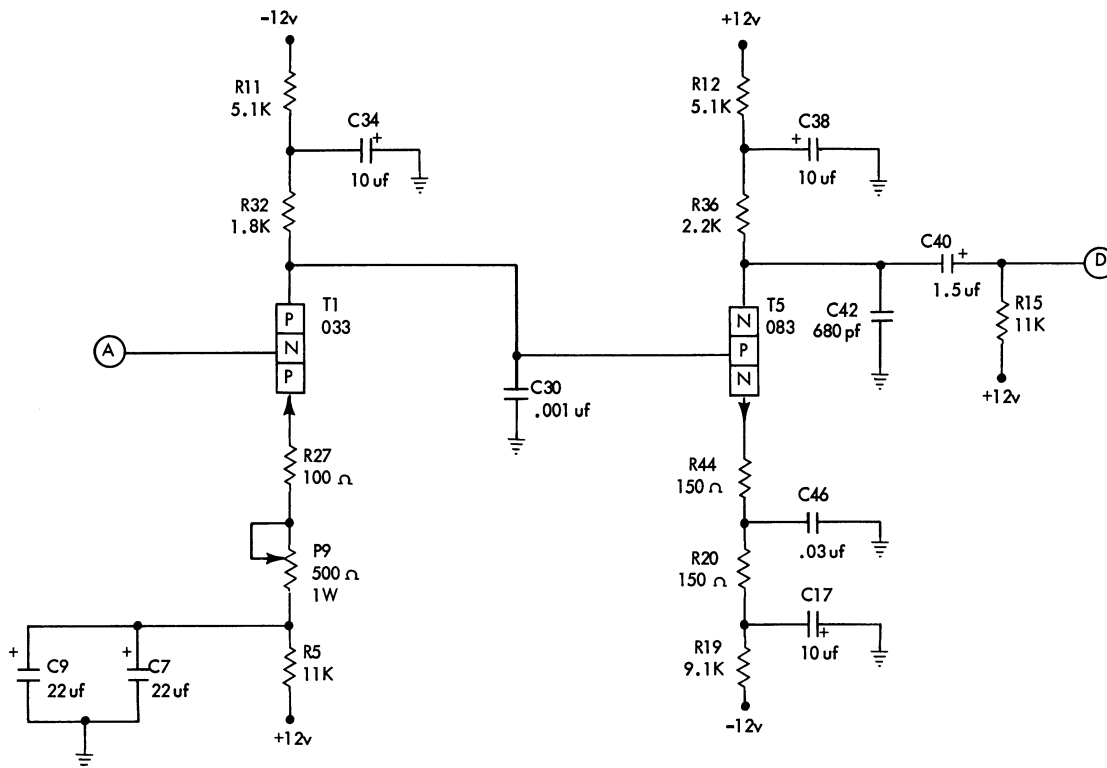 -12v
+12v
R11
5.1K
R12
5.1K
C34
+
10 uf
C38
+
10 uf
R32
1.8K
R36
2.2K
C40
+
1.5 uf
D
T1
033
P
N
P
A
T5
083
N
P
N
C42
680 pf
R15
11K
+12v
C30
.001 uf
R27
100 Ω
R44
150 Ω
C46
.03 uf
P9
500 Ω
1W
R20
150 Ω
C17
+
10 uf
+
C9
22 uf
+
C7
22 uf
R5
11K
+12v
R19
9.1K
-12v